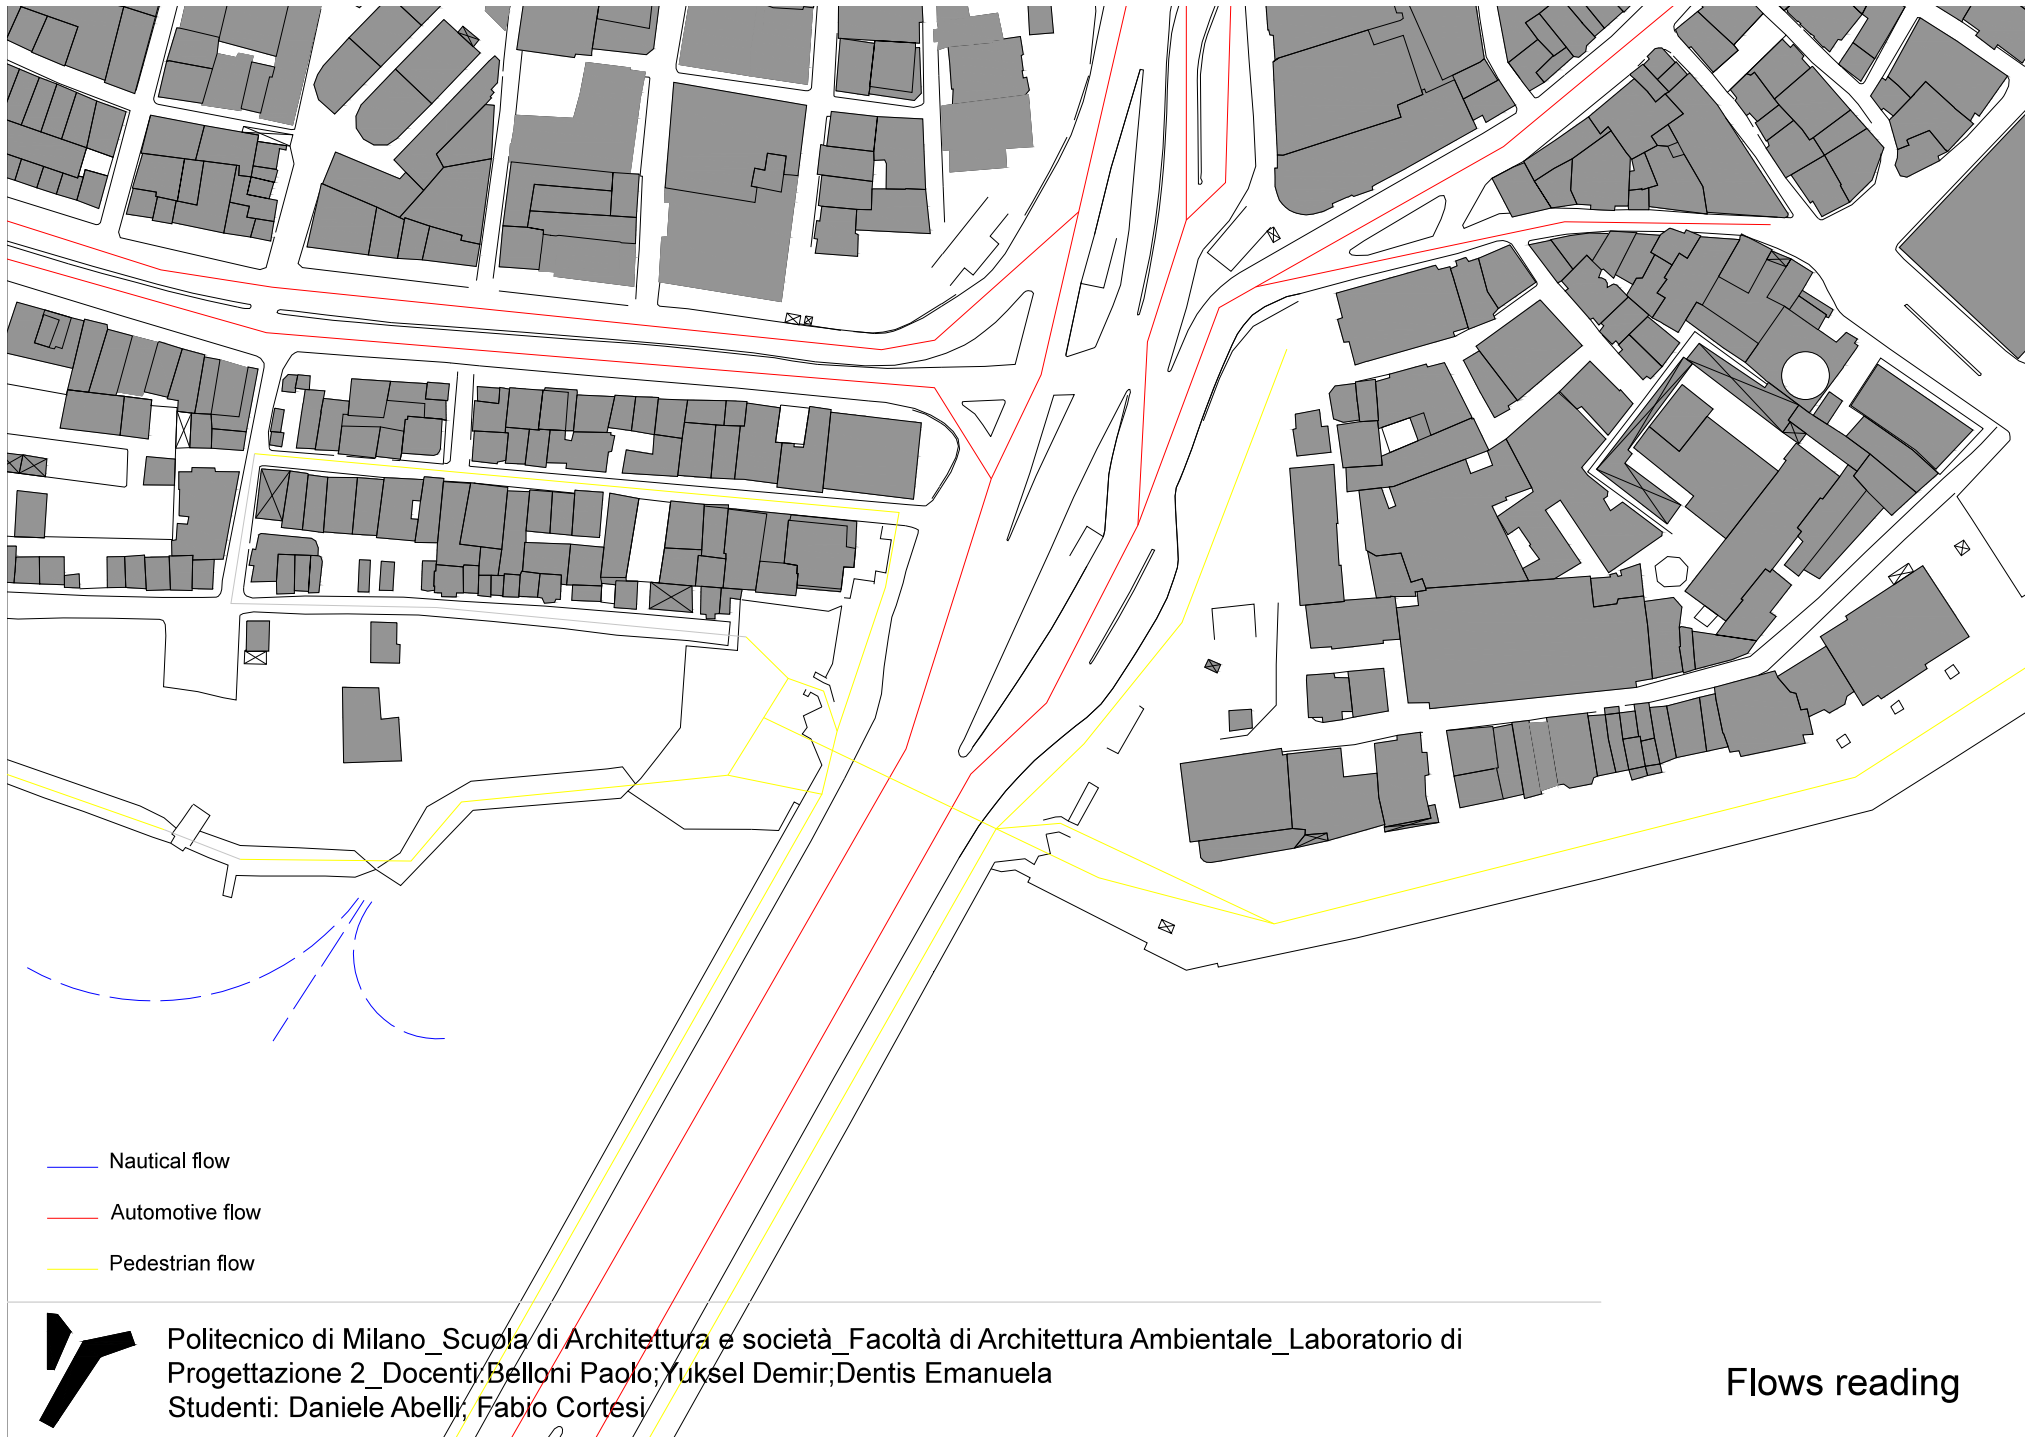 Nautical flow
Automotive flow
Pedestrian flow
Politecnico di Milano_Scuola di Architettura e società_Facoltà di Architettura Ambientale_Laboratorio di
Progettazione 2_Docenti:Belloni Paolo;Yuksel Demir;Dentis Emanuela
Studenti: Daniele Abelli; Fabio Cortesi
Flows reading